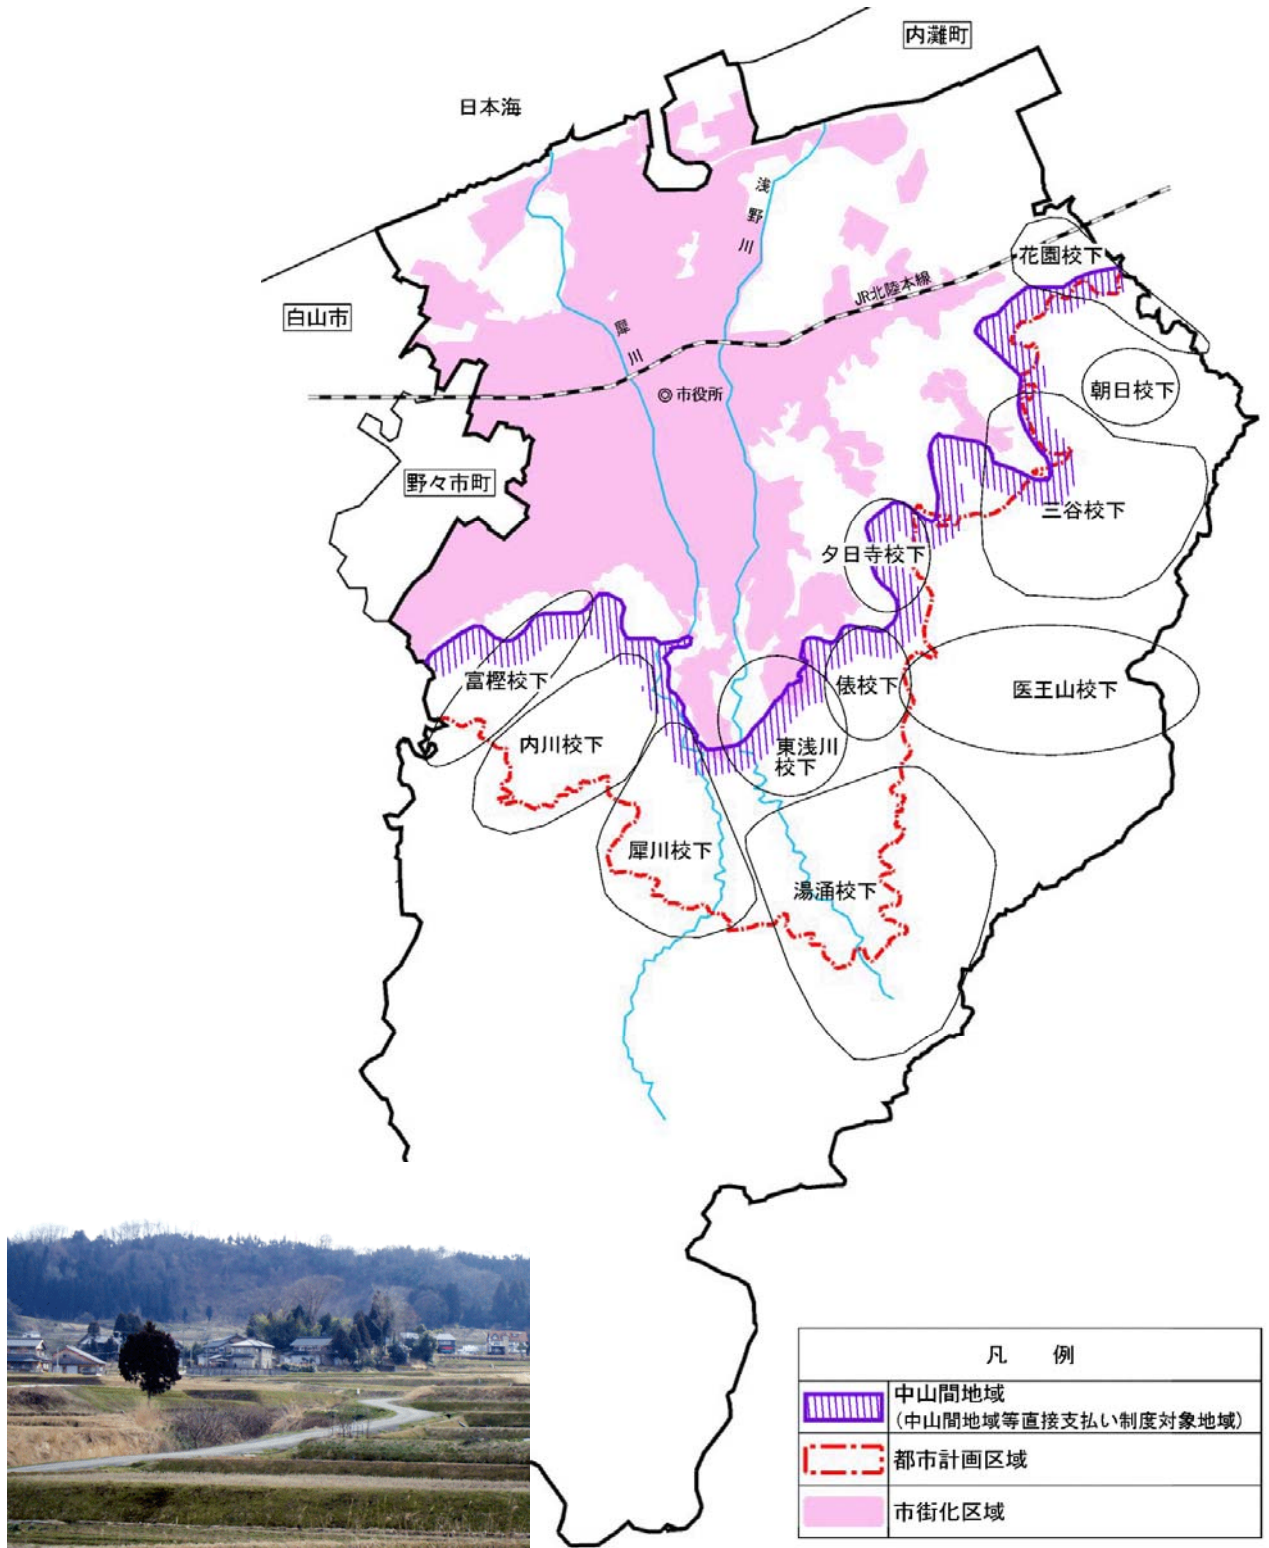 内灘町
日本海
浅野川
花園校下
JR北陸本線
白山市
犀川
朝日校下
◎市役所
野々市町
三谷校下
夕日寺校下
富樫校下
俵校下
医王山校下
内川校下
東浅川
校下
犀川校下
湯涌校下
凡 例
中山間地域
(中山間地域等直接支払い制度対象地域)
都市計画区域
市街化区域